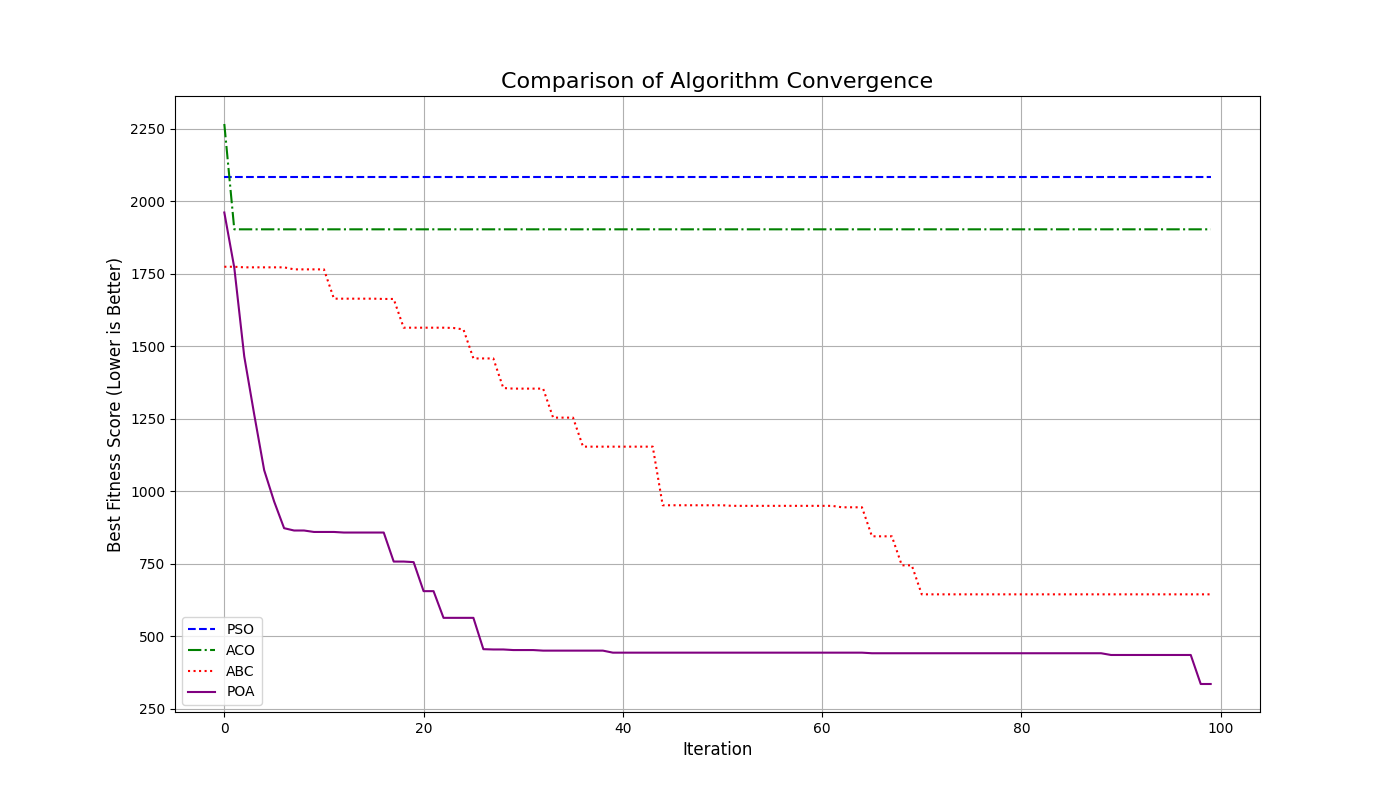 Comparison of Algorithm Convergence
Best Fitness Score (Lower is Better)
2250
2000
1750
1500
1250
1000
750
500
250
PSO
ACO
ABC
POA
0 20 40 60 80 100
Iteration